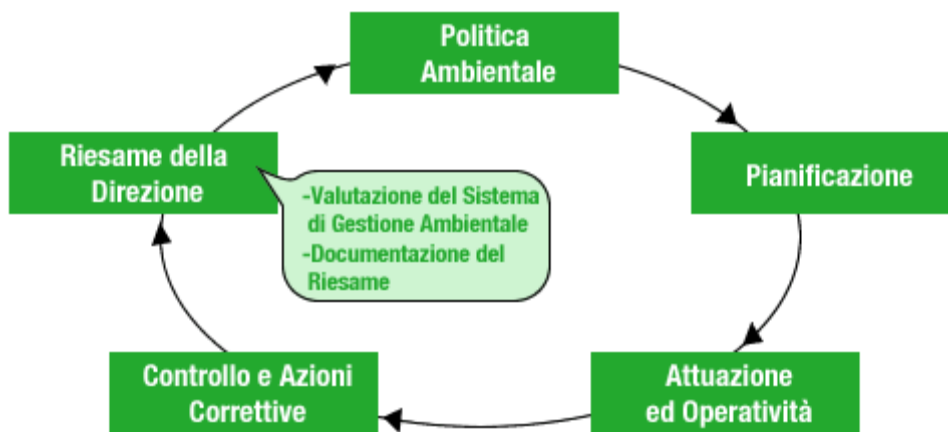 Politica
Ambientale
Riesame della
Direzione
Pianificazione
-Valutazione del Sistema
di Gestione Ambientale
-Documentazione del
Riesame
Controllo e Azioni
Correttive
Attuazione
ed Operatività